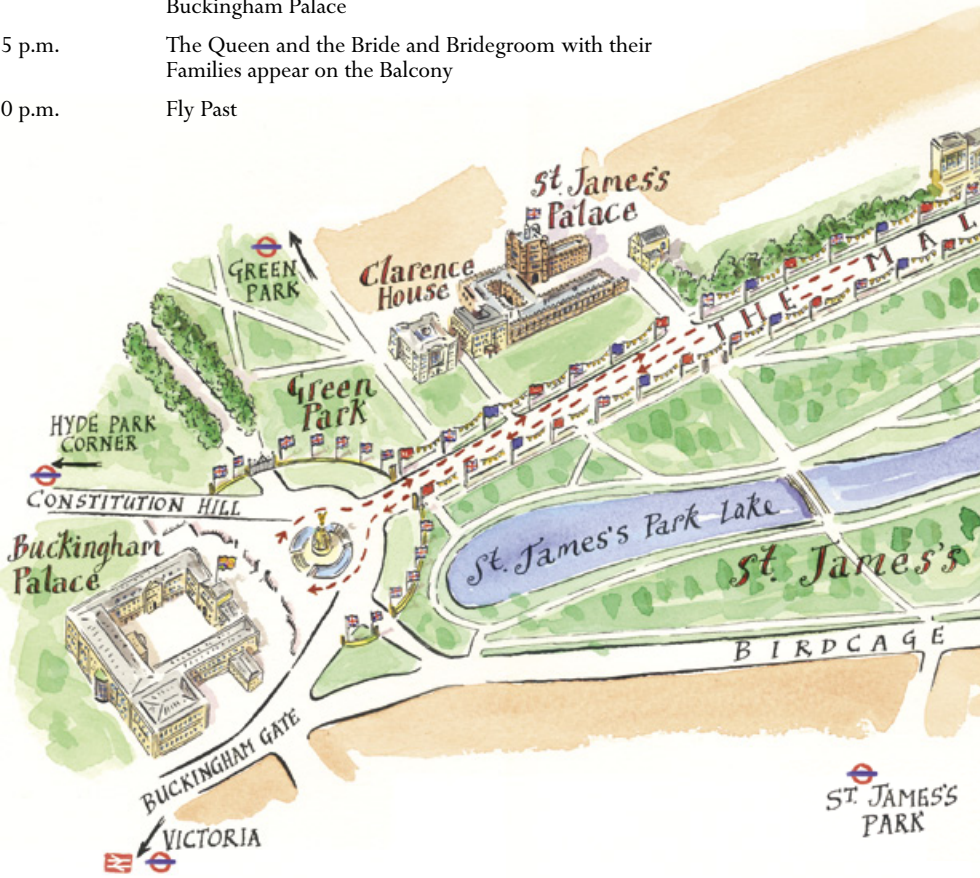 Buckingham Palace
5 p.m. The Queen and the Bride and Bridegroom with their
Families appear on the Balcony
0 p.m. Fly Past
St. James's
Palace
Clarence
House
GREEN
PARK
THE MAL
Green
Park
HYDE PARK
CORNER
CONSTITUTION HILL
Buckingham
Palace
St. James's Park Lake
St. James's
BIRDCAGE
BUCKINGHAM GATE
ST. JAMES'S
PARK
VICTORIA